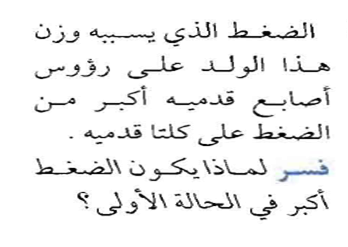 الضغط الذي يسببه وزن
هذا الولد على رؤوس
أصابع قدميه أكبر من
الضغط على كلتا قدميه .
فسر لماذا يكون الضغط
أكبر في الحالة الأولى ؟